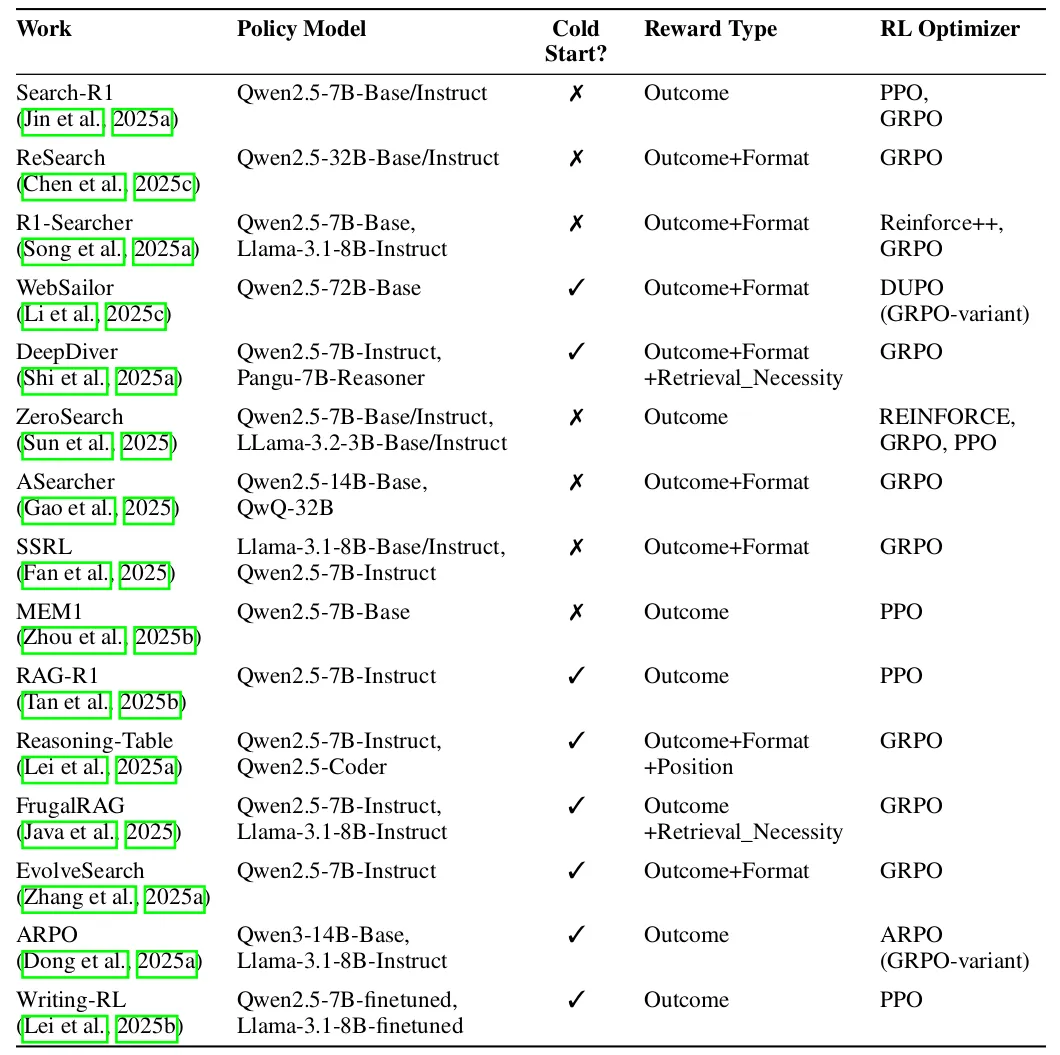 Work Policy Model Cold Start? Reward Type RL Optimizer
Search-R1 Qwen2.5-7B-Base/Instruct ✗ Outcome PPO,
(Jin et al., 2025a) GRPO
ReSearch Qwen2.5-32B-Base/Instruct ✗ Outcome+Format GRPO
(Chen et al., 2025c)
R1-Searcher Qwen2.5-7B-Base, ✗ Outcome+Format Reinforce++,
(Song et al., 2025a) Llama-3.1-8B-Instruct GRPO
WebSailor Qwen2.5-72B-Base ✓ Outcome+Format DUPO
(Li et al., 2025c) (GRPO-variant)
DeepDiver Qwen2.5-7B-Instruct, ✓ Outcome+Format GRPO
(Shi et al., 2025a) Pangu-7B-Reasoner +Retrieval_Necessity
ZeroSearch Qwen2.5-7B-Base/Instruct, ✗ Outcome REINFORCE,
(Sun et al., 2025) LLama-3.2-3B-Base/Instruct GRPO, PPO
ASearcher Qwen2.5-14B-Base, ✗ Outcome+Format GRPO
(Gao et al., 2025) QwQ-32B
SSRL Llama-3.1-8B-Base/Instruct, ✗ Outcome+Format GRPO
(Fan et al., 2025) Qwen2.5-7B-Instruct
MEM1 Qwen2.5-7B-Base ✗ Outcome PPO
(Zhou et al., 2025b)
RAG-R1 Qwen2.5-7B-Instruct ✓ Outcome PPO
(Tan et al., 2025b)
Reasoning-Table Qwen2.5-7B-Instruct, ✓ Outcome+Format GRPO
(Lei et al., 2025a) Qwen2.5-Coder +Position
FrugalRAG Qwen2.5-7B-Instruct, ✓ Outcome GRPO
(Java et al., 2025) Llama-3.1-8B-Instruct +Retrieval_Necessity
EvolveSearch Qwen2.5-7B-Instruct ✓ Outcome+Format GRPO
(Zhang et al., 2025a)
ARPO Qwen3-14B-Base, ✓ Outcome ARPO
(Dong et al., 2025a) Llama-3.1-8B-Instruct (GRPO-variant)
Writing-RL Qwen2.5-7B-finetuned, ✓ Outcome PPO
(Lei et al., 2025b) Llama-3.1-8B-finetuned